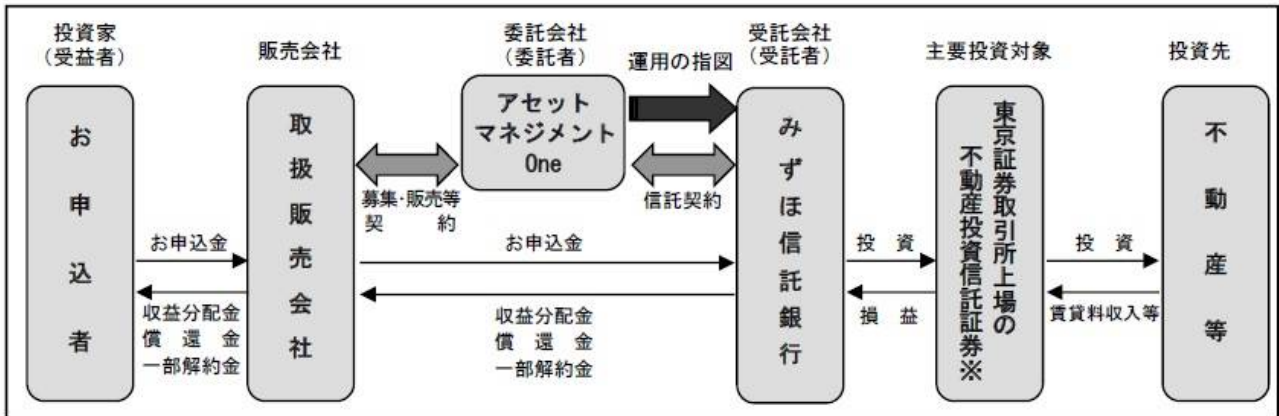 投資家
（受益者）
お申込者
お申込金
収益分配金
償還金
一部解約金
販売会社
取扱販売会社
募集・販売等
契約
委託会社
（委託者）
アセット
マネジメント
One
運用の指図
信託契約
お申込金
収益分配金
償還金
一部解約金
受託会社
（受託者）
みずほ信託銀行
投資
損益
主要投資対象
東京証券取引所上場の
不動産投資信託証券※
投資
賃貸料収入等
投資先
不動産等